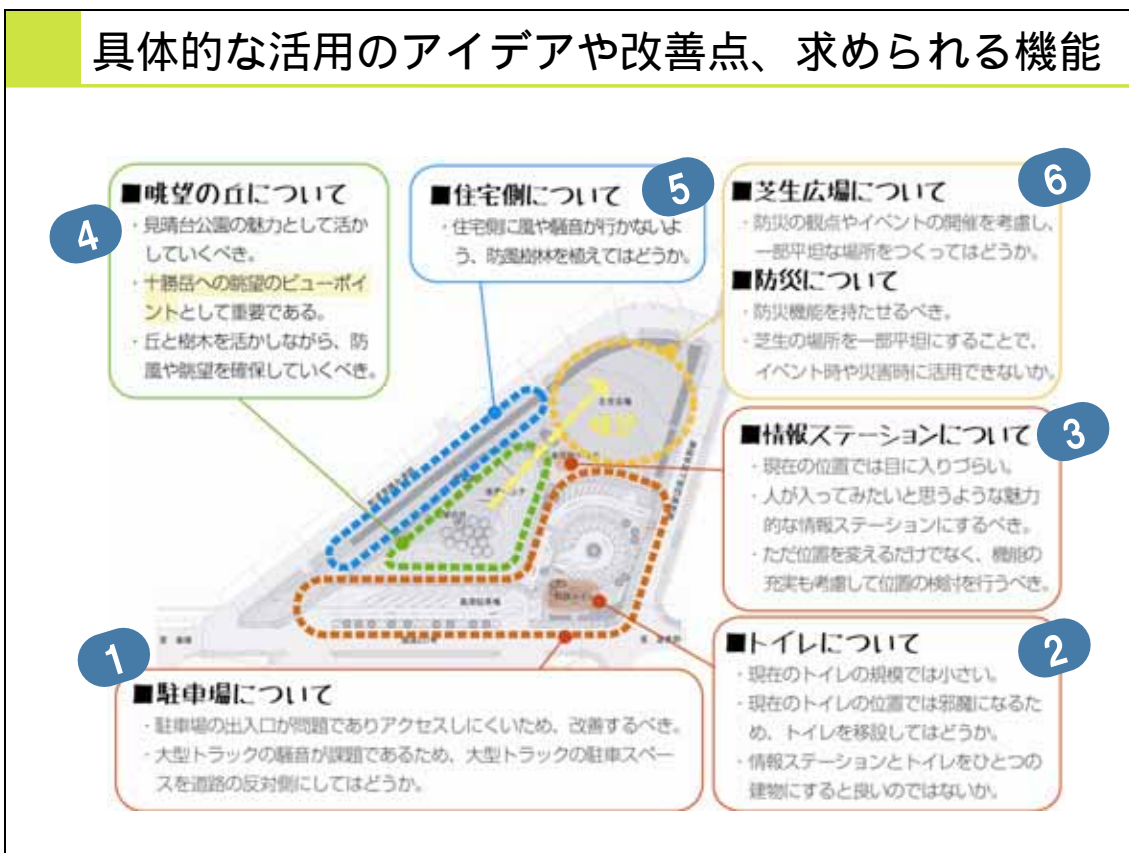 具体的な活用のアイデアや改善点、求められる機能
4
■眺望の丘について
・見晴台公園の魅力として活か
していくべき。
・十勝岳への眺望のビューポイ
ントとして重要である。
・丘と樹木を活かしながら、防
風や眺望を確保していくべき。
5
■住宅側について
・住宅側に風や騒音が行かないよ
う、防風樹林を植えてはどうか。
6
■芝生広場について
・防災の観点やイベントの開催を考慮し、
一部平坦な場所をつくってはどうか。
■防災について
・防災機能を持たせるべき。
・芝生の場所を一部平坦にすることで、
イベント時や災害時に活用できないか。
3
■情報ステーションについて
・現在の位置では目に入りづらい。
・人が入ってみたいと思うような魅力
的な情報ステーションにするべき。
・ただ位置を変えるだけでなく、機能の
充実も考慮して位置の検討を行うべき。
2
■トイレについて
・現在のトイレの規模では小さい。
・現在のトイレの位置では邪魔になるた
め、トイレを移設してはどうか。
・情報ステーションとトイレをひとつの
建物にすると良いのではないか。
1
■駐車場について
・駐車場の出入口が問題でありアクセスしにくいため、改善するべき。
・大型トラックの騒音が課題であるため、大型トラックの駐車スペー
スを道路の反対側にしてはどうか。